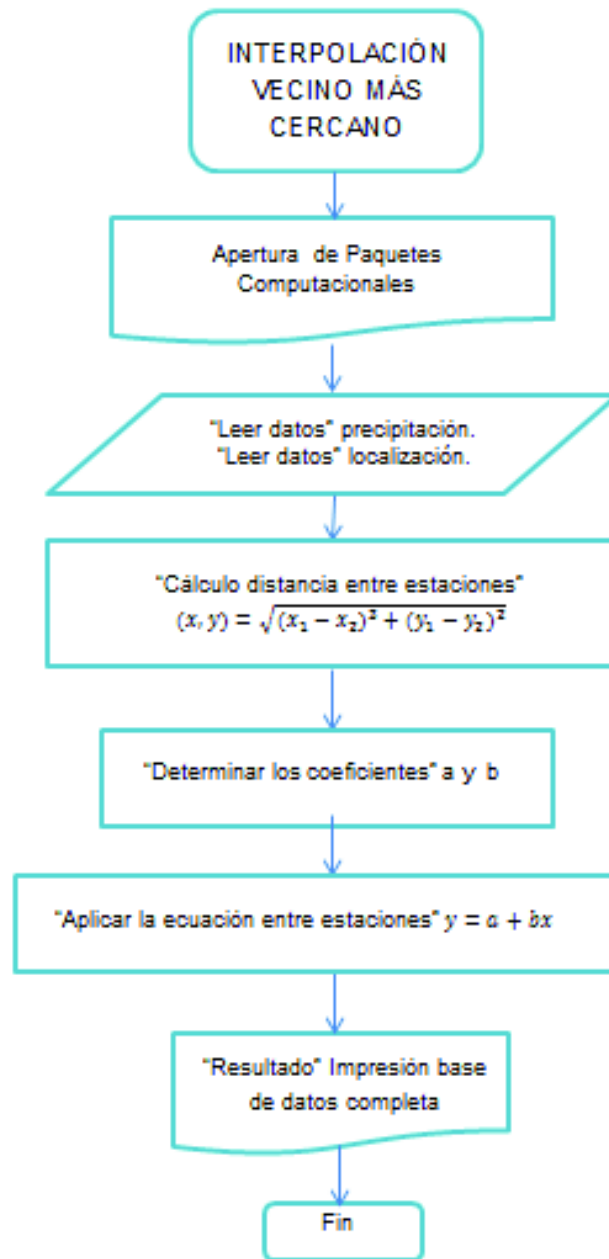 INTERPOLACIÓN
VECINO MÁS
CERCANO
Apertura de Paquetes
Computacionales
“Leer datos” precipitación.
“Leer datos” localización.
“Cálculo distancia entre estaciones”
(x, y) = √(x₁ − x₂)² + (y₁ − y₂)²
“Determinar los coeficientes” a y b
“Aplicar la ecuación entre estaciones” y = a + bx
“Resultado” Impresión base
de datos completa
Fin